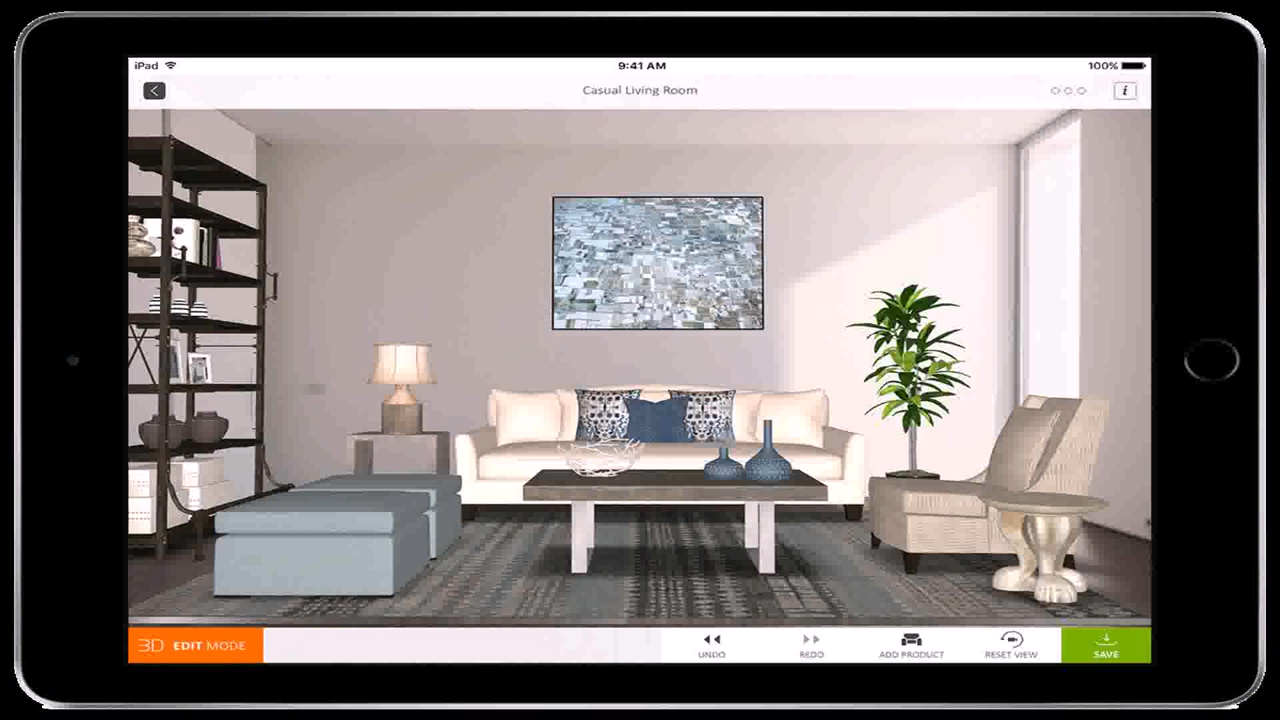 iPad 9:41 AM 100%
Casual Living Room
i
3D EDIT MODE
UNDO
REDO
ADD PRODUCT
RESET VIEW
SAVE